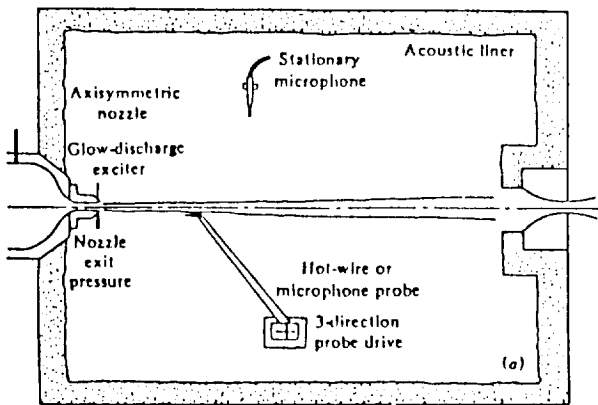 Stationary
microphone
Acoustic liner
Axisymmetric
nozzle
Glow-discharge
exciter
Nozzle
exit
pressure
Hot-wire or
microphone probe
3-direction
probe drive
(a)